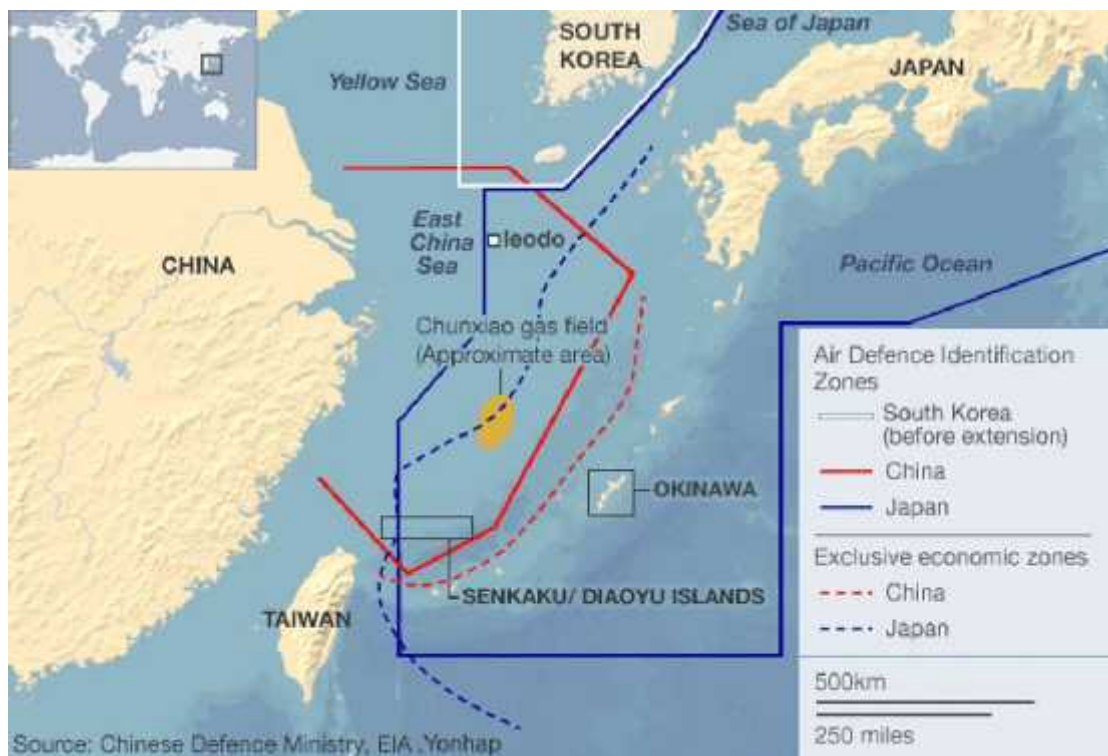 SOUTH
KOREA
Sea of Japan
JAPAN
Yellow Sea
East
China
Sea
Ieodo
CHINA
Pacific Ocean
Chunxiao gas field
(Approximate area)
OKINAWA
SENKAKU/ DIAOYU ISLANDS
TAIWAN
Air Defence Identification
Zones
South Korea
(before extension)
China
Japan
Exclusive economic zones
China
Japan
500km
250 miles
Source: Chinese Defence Ministry, EIA ,Yonhap